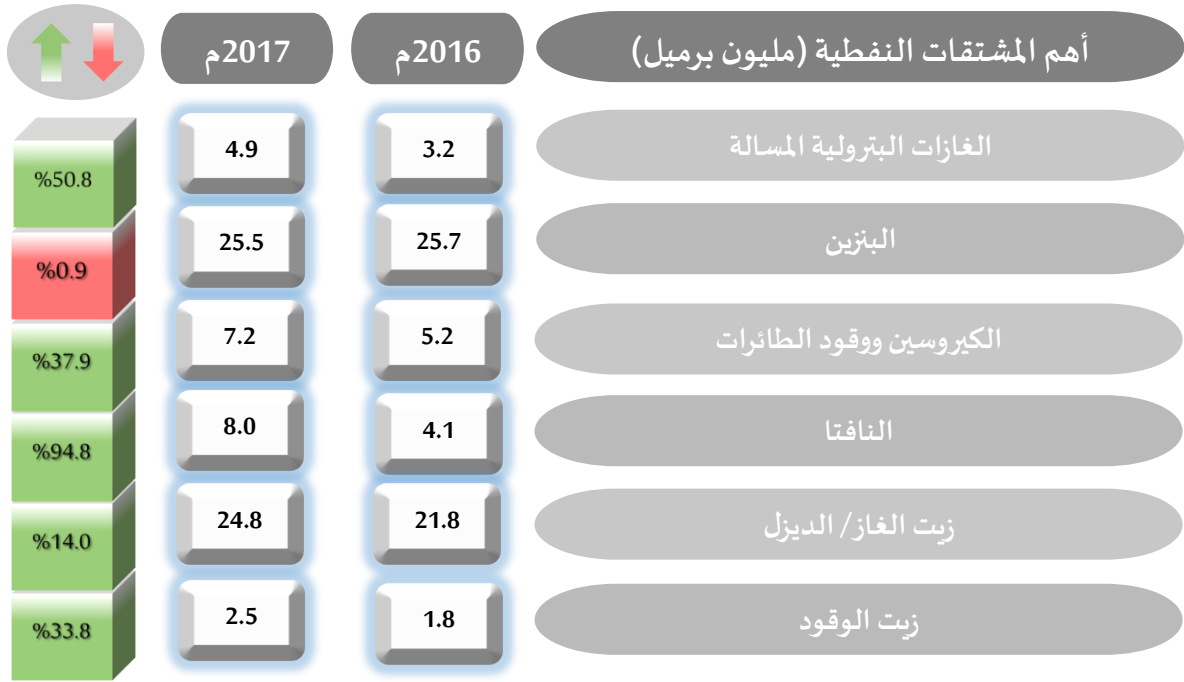 أهم المشتقات النفطية (مليون برميل) 2016م 2017م
الغازات البترولية المسالة 3.2 4.9 %50.8
البنزين 25.7 25.5 %0.9
الكيروسين ووقود الطائرات 5.2 7.2 %37.9
النافتا 4.1 8.0 %94.8
زيت الغاز/ الديزل 21.8 24.8 %14.0
زيت الوقود 1.8 2.5 %33.8